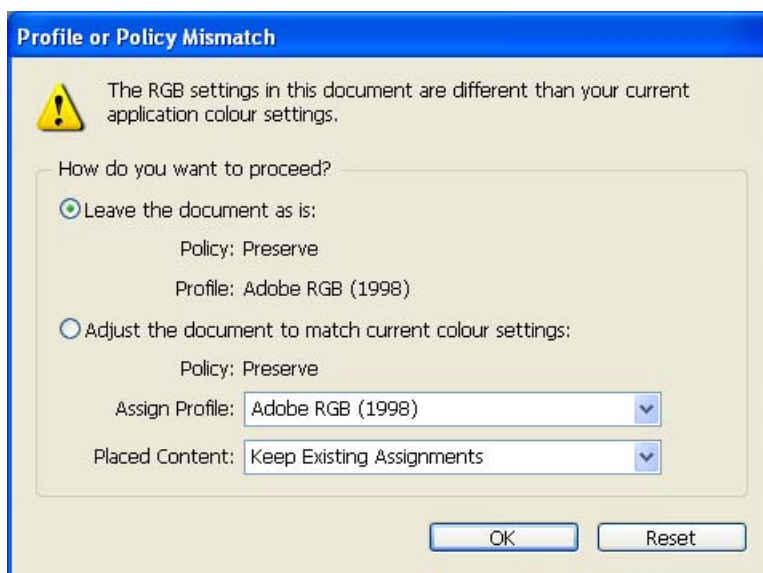 Profile or Policy Mismatch
The RGB settings in this document are different than your current
application colour settings.
How do you want to proceed?
Leave the document as is:
Policy: Preserve
Profile: Adobe RGB (1998)
Adjust the document to match current colour settings:
Policy: Preserve
Assign Profile: Adobe RGB (1998)
Placed Content: Keep Existing Assignments
OK Reset